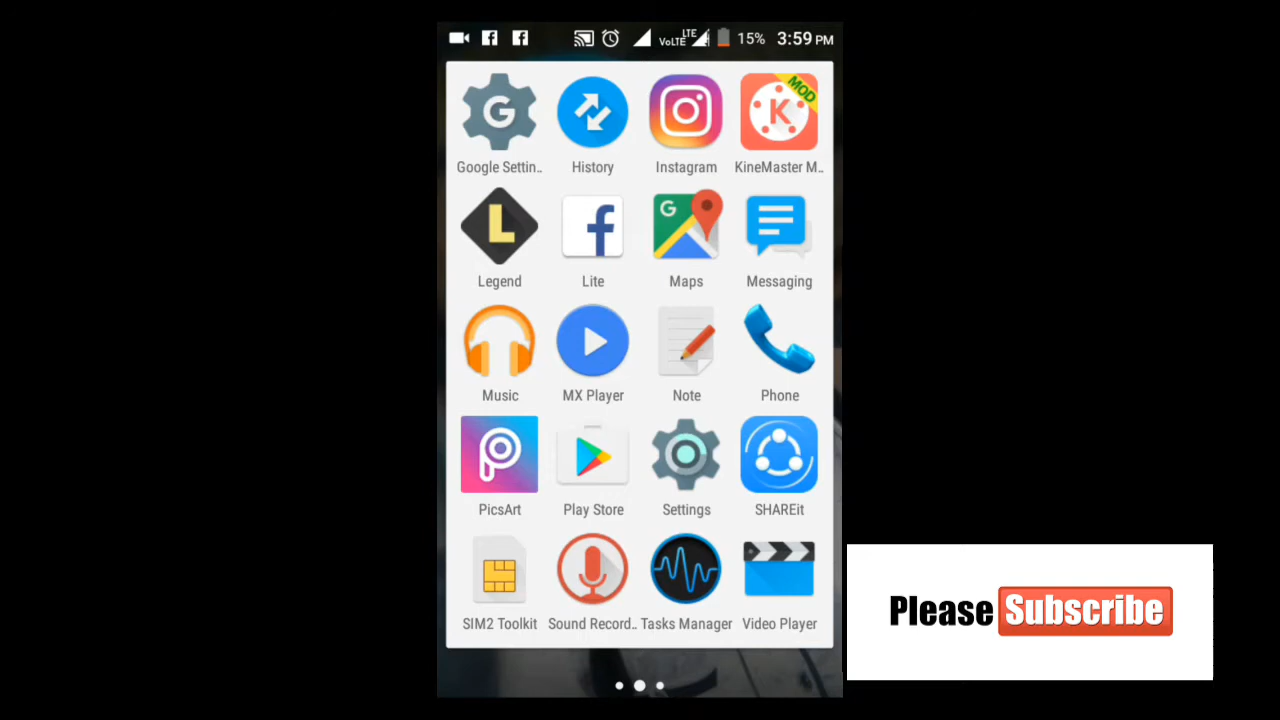 VoLTE LTE 15% 3:59 PM
G MOD K
Google Settin.. History Instagram KineMaster M..
L f G
Legend Lite Maps Messaging
Music MX Player Note Phone
PicsArt Play Store Settings SHAREit
SIM2 Toolkit Sound Record.. Tasks Manager Video Player
Please Subscribe